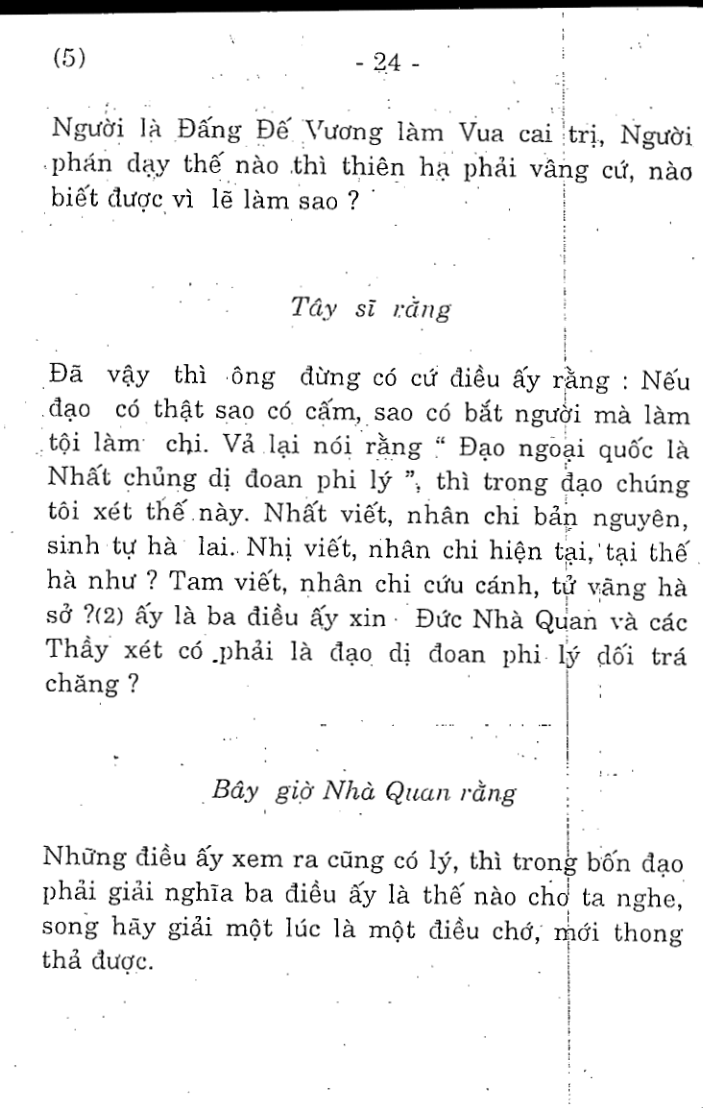 (5)
- 24 -
Người là Đấng Đế Vương làm Vua cai trị, Người
phán dạy thế nào thì thiên hạ phải vâng cứ, nào
biết được vì lẽ làm sao ?
Tây sĩ rằng
Đã vậy thì ông đừng có cứ điều ấy rằng : Nếu
đạo có thật sao có cấm, sao có bắt người mà làm
tội làm chi. Vả lại nói rằng “ Đạo ngoại quốc là
Nhất chủng dị đoan phi lý ”, thì trong đạo chúng
tôi xét thế này. Nhất viết, nhân chi bản nguyên,
sinh tự hà lai. Nhị viết, nhân chi hiện tại, tại thế
hà như ? Tam viết, nhân chi cứu cánh, tử vãng hà
sở ?(2) ấy là ba điều ấy xin Đức Nhà Quan và các
Thầy xét có phải là đạo dị đoan phi lý dối trá
chăng ?
Bây giờ Nhà Quan rằng
Những điều ấy xem ra cũng có lý, thì trong bốn đạo
phải giải nghĩa ba điều ấy là thế nào cho ta nghe,
song hãy giải một lúc là một điều chớ, mới thong
thả được.